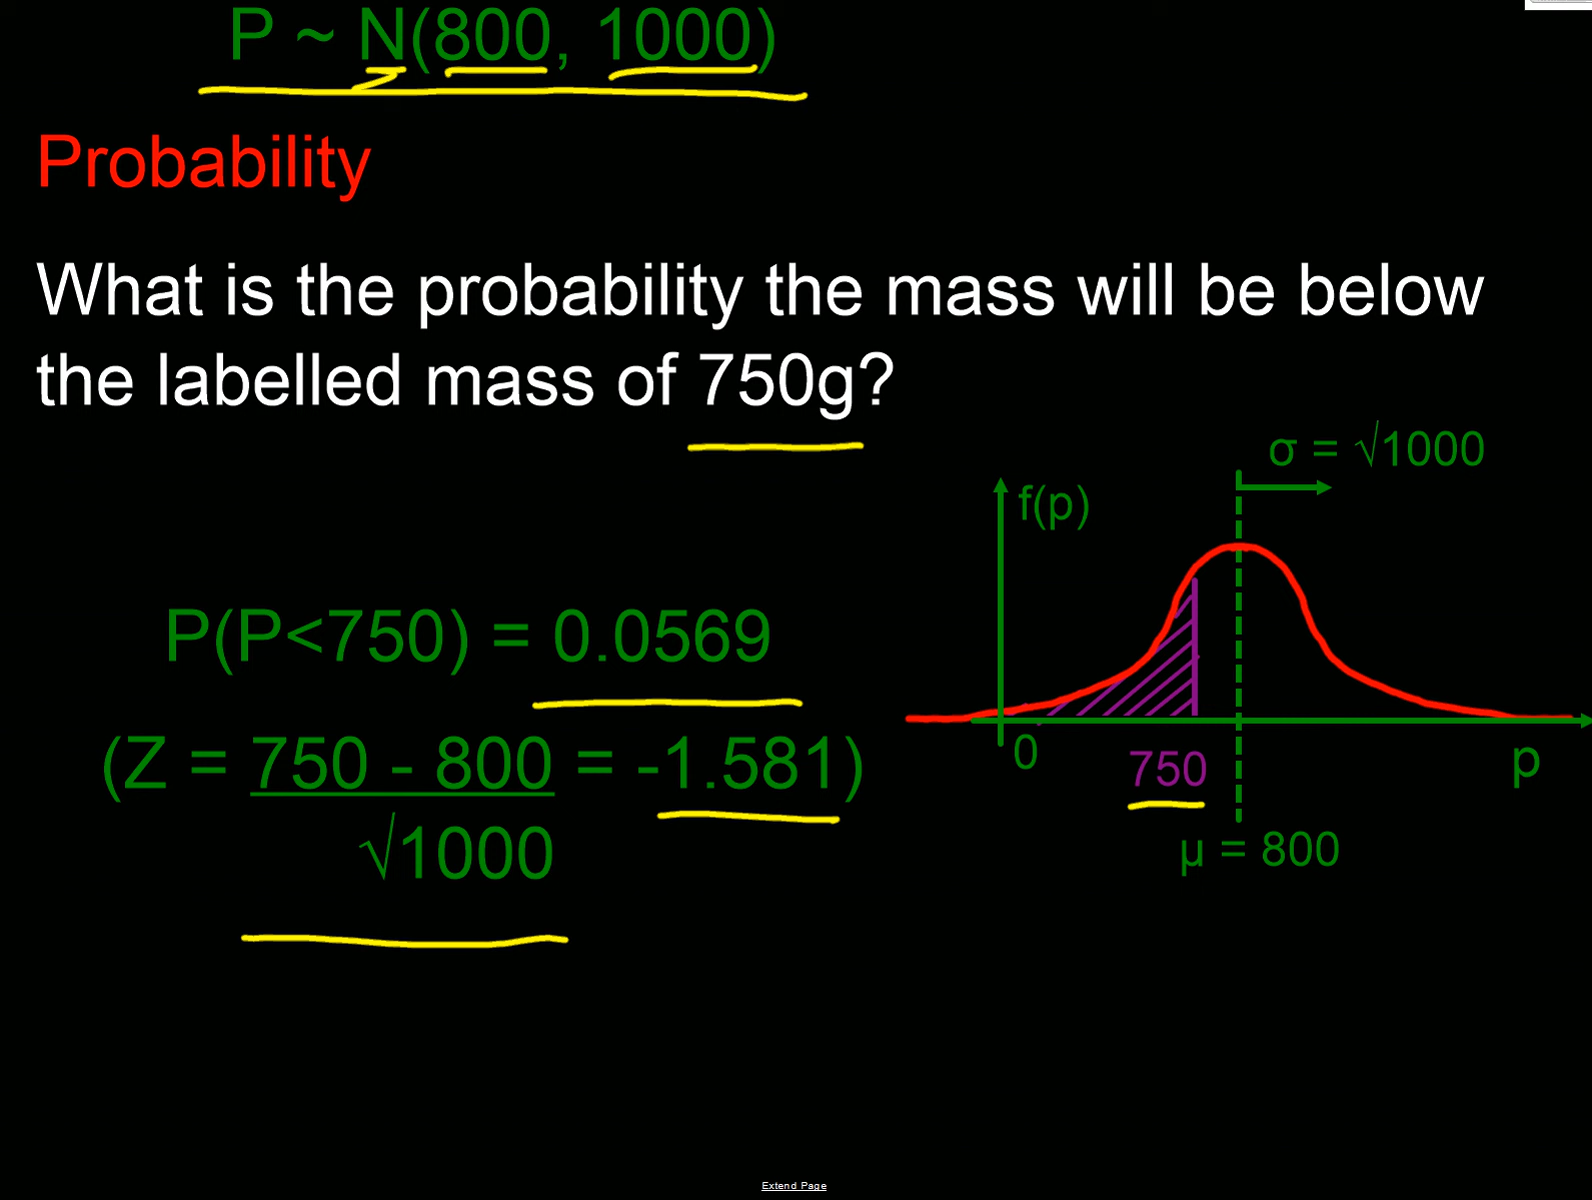 P ~ N(800, 1000)
Probability
What is the probability the mass will be below
the labelled mass of 750g?
σ = √1000
f(p)
P(P<750) = 0.0569
(Z = 750 - 800 = -1.581)
√1000
0
750
p
µ = 800
Extend Page